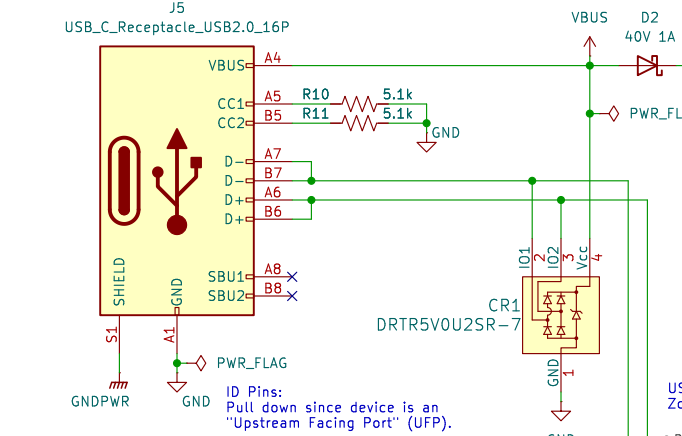 J5
USB_C_Receptacle_USB2.0_16P
VBUS
D2
40V 1A
VBUS A4
CC1 A5 R10 5.1k
CC2 B5 R11 5.1k
GND
PWR_FL
D- A7
D- B7
D+ A6
D+ B6
IO1 2 IO2 3 Vcc 4
SBU1 A8
SBU2 B8
SHIELD GND
S1 A1
CR1
DRTR5V0U2SR-7
GND 1
PWR_FLAG
GNDPWR GND
ID Pins:
Pull down since device is an
"Upstream Facing Port" (UFP).